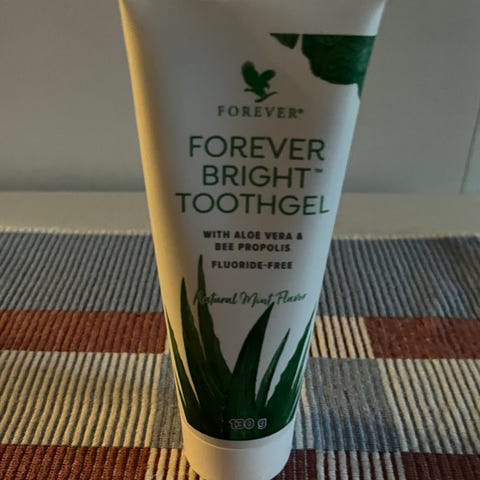 FOREVER®
FOREVER
BRIGHT™
TOOTHGEL
WITH ALOE VERA &
BEE PROPOLIS
FLUORIDE-FREE
Natural Mint Flavor
130 g